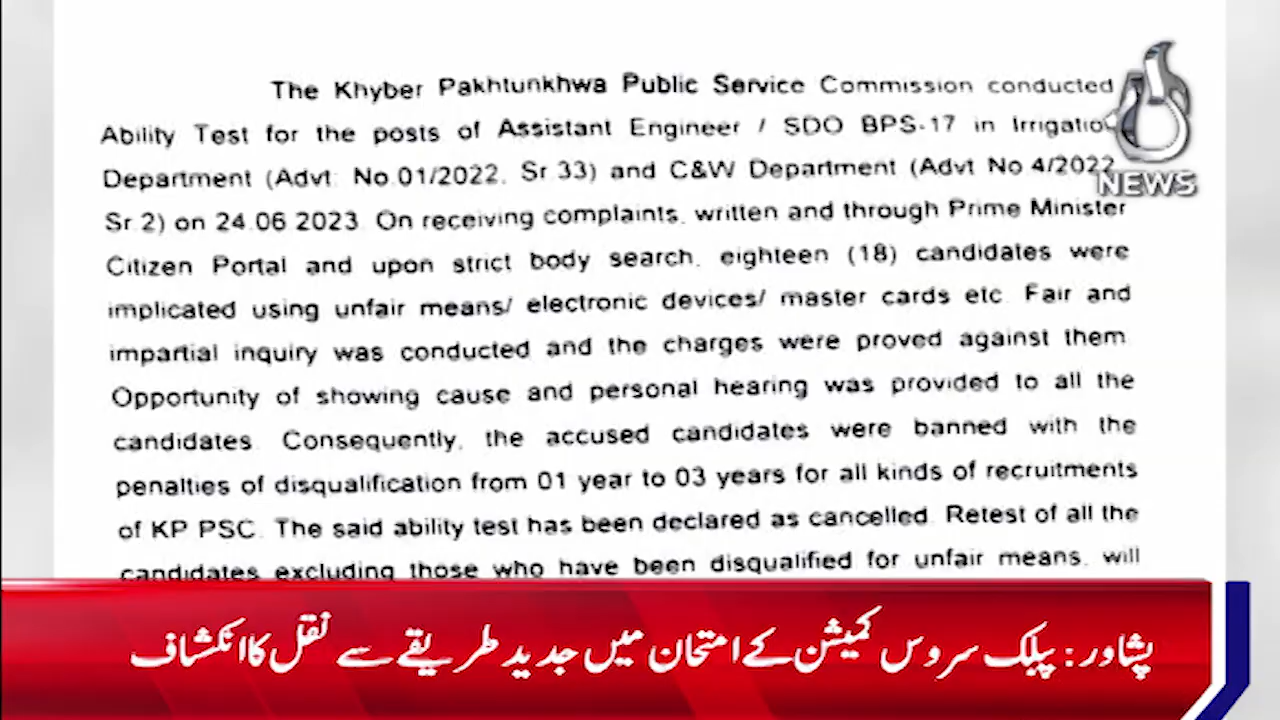 The Khyber Pakhtunkhwa Public Service Commission conducted
Ability Test for the posts of Assistant Engineer / SDO BPS-17 in Irrigation
Department (Advt: No.01/2022, Sr.33) and C&W Department (Advt No.4/2022,
Sr.2) on 24.06.2023. On receiving complaints, written and through Prime Minister
Citizen Portal and upon strict body search, eighteen (18) candidates were
implicated using unfair means/ electronic devices/ master cards etc. Fair and
impartial inquiry was conducted and the charges were proved against them.
Opportunity of showing cause and personal hearing was provided to all the
candidates. Consequently, the accused candidates were banned with the
penalties of disqualification from 01 year to 03 years for all kinds of recruitments
of KP PSC. The said ability test has been declared as cancelled. Retest of all the
candidates excluding those who have been disqualified for unfair means, will
NEWS
پشاور: پبلک سروس کمیشن کے امتحان میں جدید طریقے سے نقل کا انکشاف